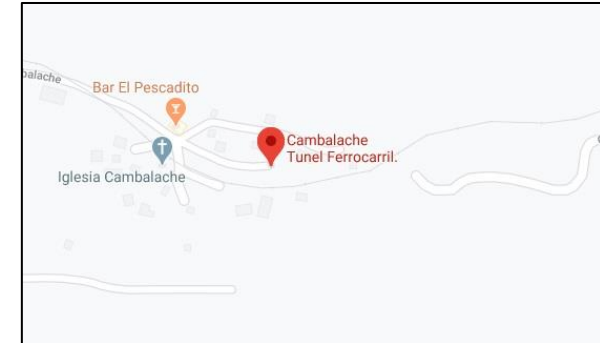 balache
Bar El Pescadito
Cambalache
Tunel Ferrocarril.
Iglesia Cambalache